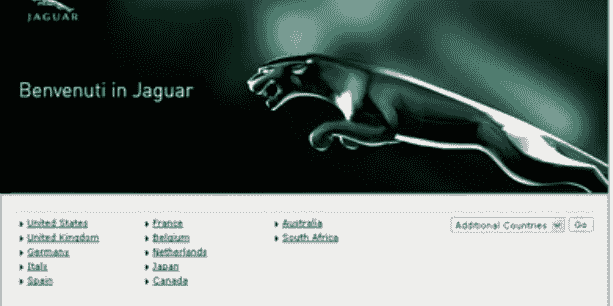 JAGUAR
Benvenuti in Jaguar
United States
United Kingdom
Germany
Italy
Spain
France
Belgium
Netherlands
Japan
Canada
Australia
South Africa
Additional Countries
Go